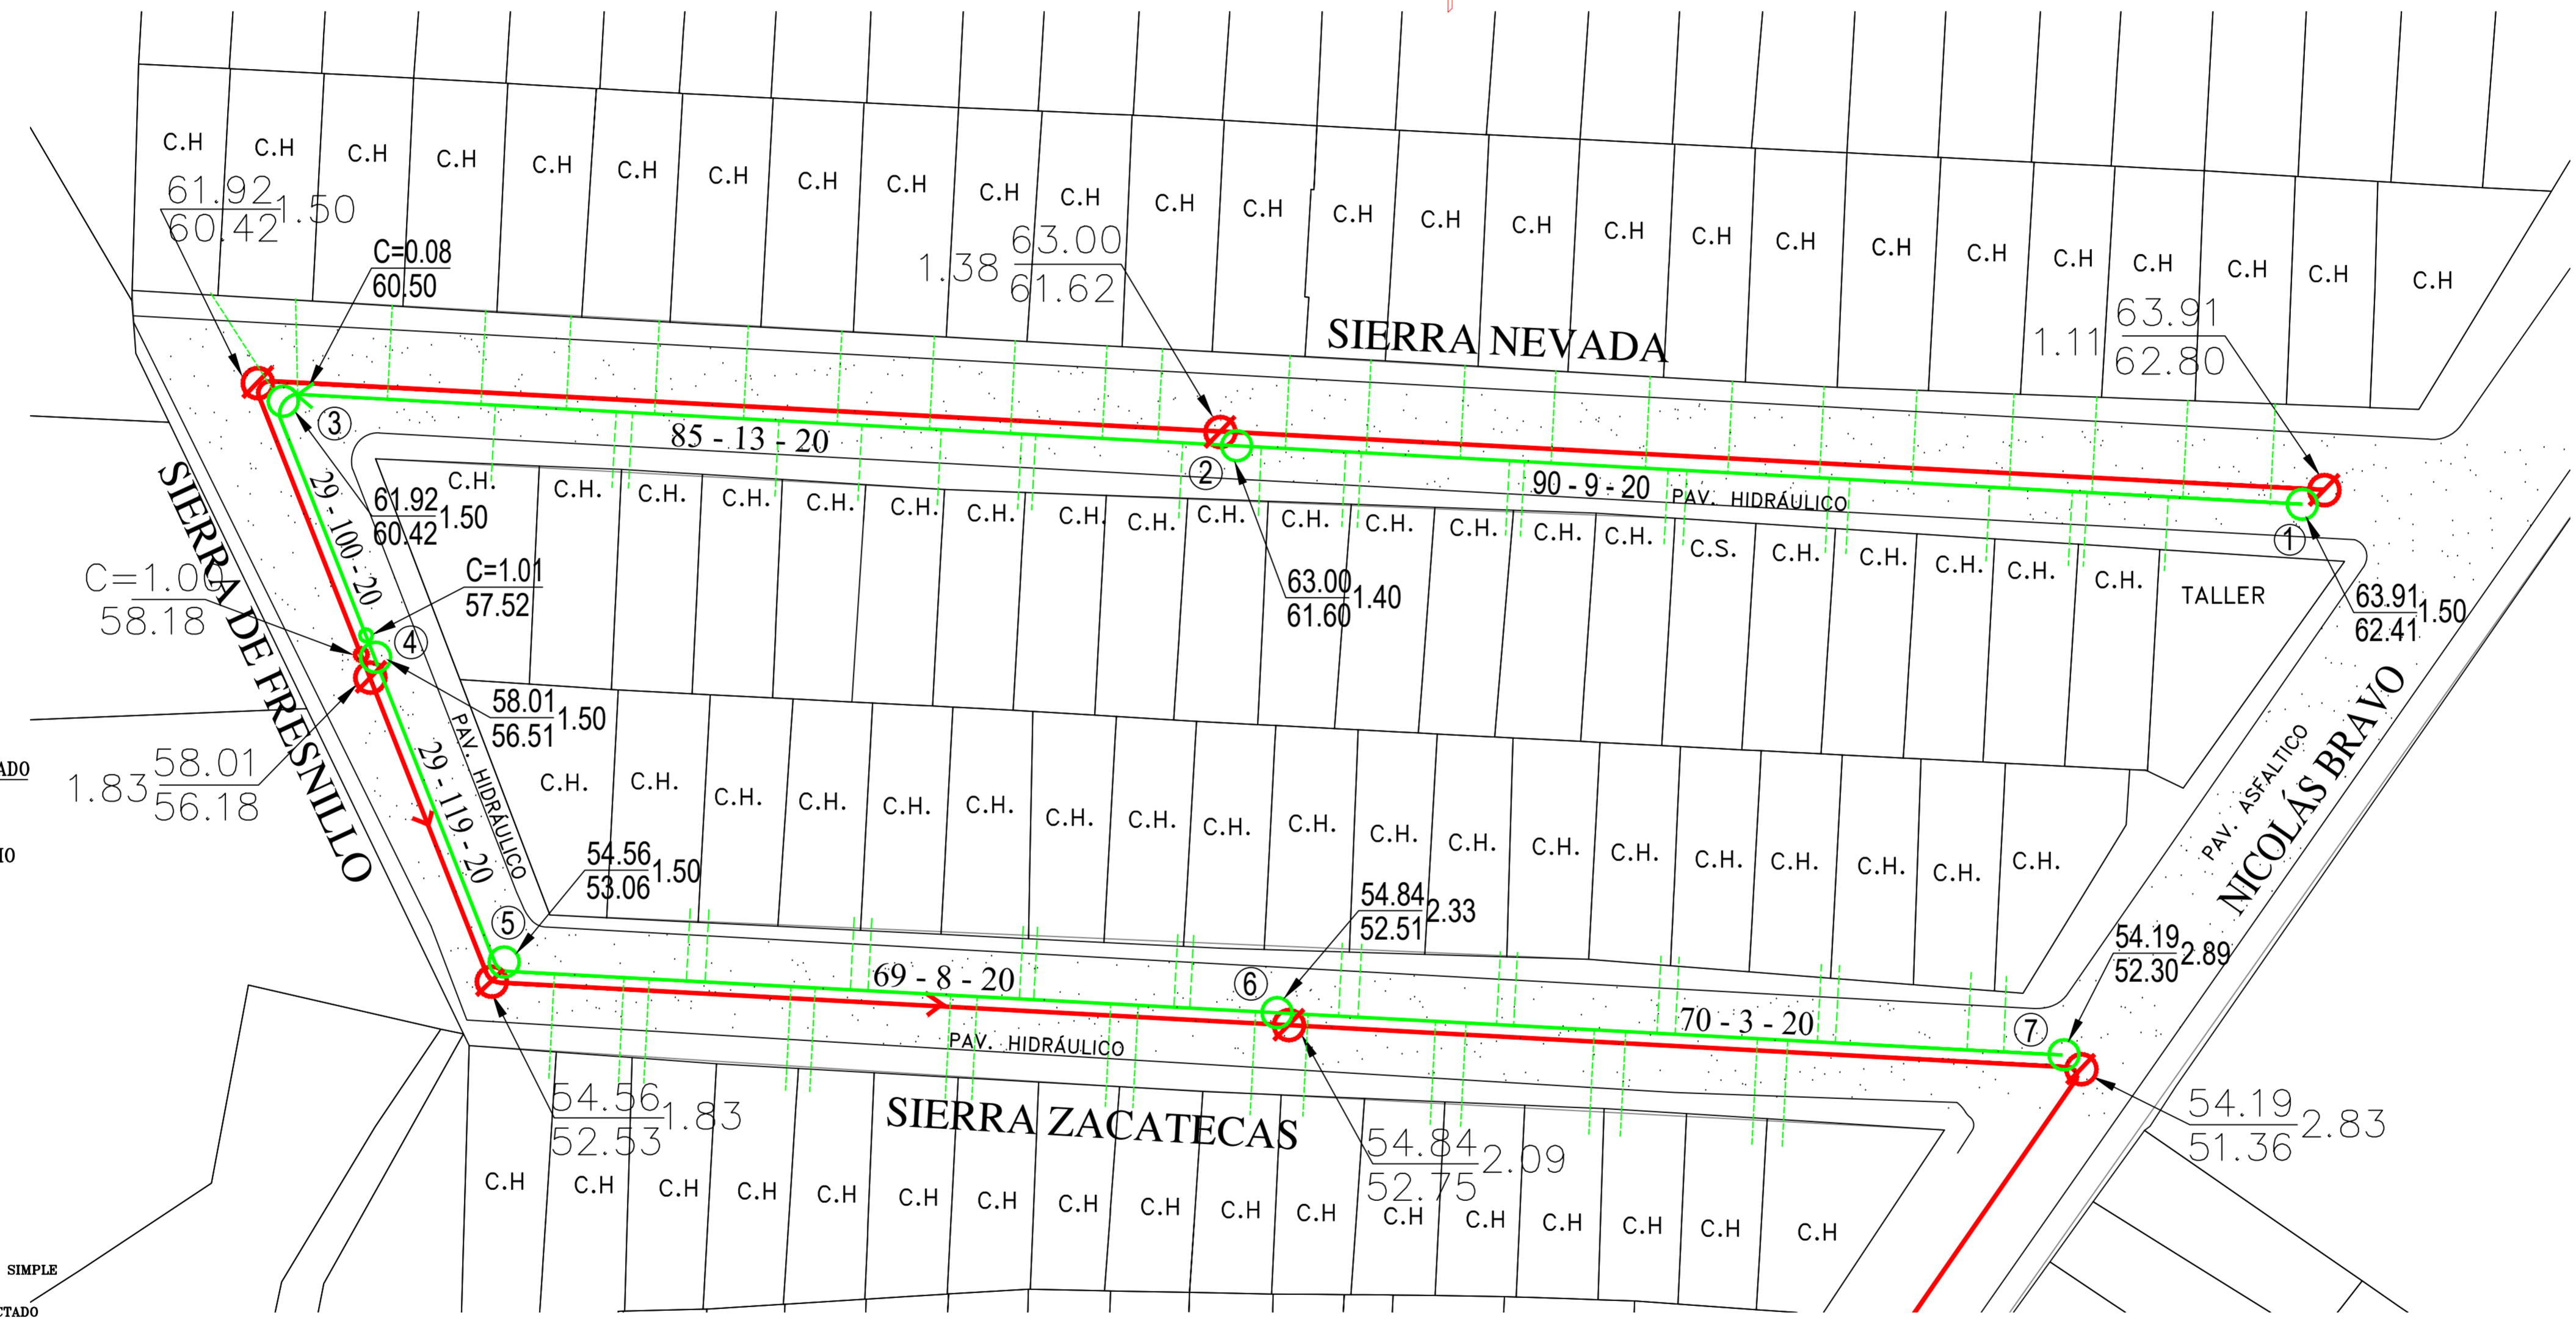 C.H C.H C.H C.H C.H C.H C.H C.H C.H C.H C.H C.H C.H C.H C.H C.H C.H C.H C.H C.H C.H C.H C.H C.H C.H C.H
61.92
60.42
1.50
C=0.08
60.50
1.38
63.00
61.62
SIERRA NEVADA
1.11
63.91
62.80
3
85 - 13 - 20
2
90 - 9 - 20
PAV. HIDRÁULICO
1
61.92
60.42
1.50
63.00
61.60
1.40
63.91
62.41
1.50
C.H. C.H. C.H. C.H. C.H. C.H. C.H. C.H. C.H. C.H. C.H. C.H. C.H. C.H. C.H. C.S. C.H. C.H. C.H. C.H. C.H. TALLER
SIERRA DE FRESNILLO
29 - 100 - 20
C=1.01
57.52
58.18
4
58.01
56.51
1.50
1.83
58.01
56.18
29 - 119 - 20
PAV. HIDRÁULICO
C.H. C.H. C.H. C.H. C.H. C.H. C.H. C.H. C.H. C.H. C.H. C.H. C.H. C.H. C.H. C.H. C.H. C.H. C.H.
PAV. ASFALTICO
NICOLÁS BRAVO
ADO
IO
54.56
53.06
1.50
5
69 - 8 - 20
54.84
52.51
2.33
6
70 - 3 - 20
54.19
52.30
2.89
7
PAV. HIDRÁULICO
54.56
52.53
1.83
SIERRA ZACATECAS
54.84
52.75
2.09
54.19
51.36
2.83
C.H C.H C.H C.H C.H C.H C.H C.H C.H C.H C.H C.H C.H C.H C.H C.H C.H
SIMPLE
CTADO